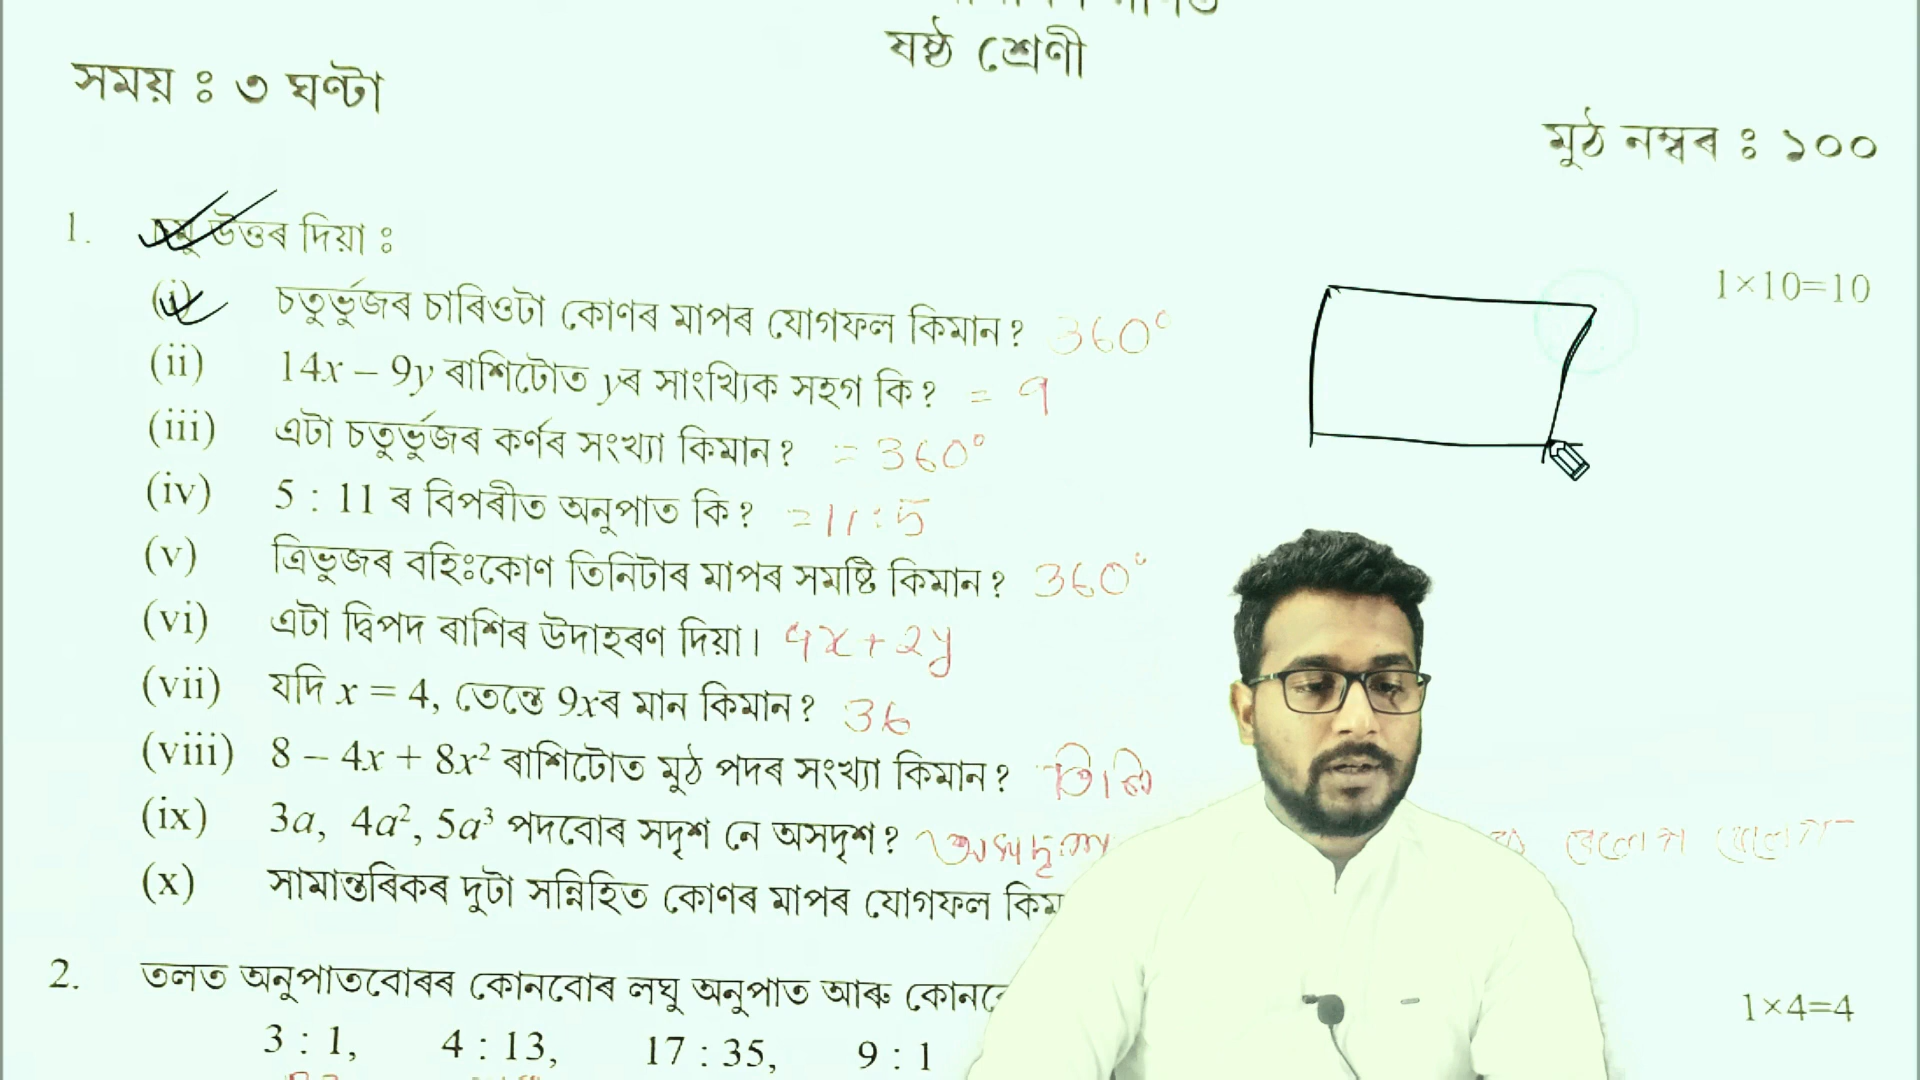 ষষ্ঠ শ্ৰেণী
সময় ঃ ৩ ঘণ্টা
মুঠ নম্বৰ ঃ ১০০
1. চমু উত্তৰ দিয়া ঃ
1×10=10
(i) চতুৰ্ভুজৰ চাৰিওটা কোণৰ মাপৰ যোগফল কিমান? 360°
(ii) 14x – 9y ৰাশিটোত yৰ সাংখ্যিক সহগ কি? = 9
(iii) এটা চতুৰ্ভুজৰ কৰ্ণৰ সংখ্যা কিমান? = 360°
(iv) 5 : 11 ৰ বিপৰীত অনুপাত কি? = 11 : 5
(v) ত্ৰিভুজৰ বহিঃকোণ তিনিটাৰ মাপৰ সমষ্টি কিমান? 360°
(vi) এটা দ্বিপদ ৰাশিৰ উদাহৰণ দিয়া। 4x + 2y
(vii) যদি x = 4, তেন্তে 9xৰ মান কিমান? 36
(viii) 8 – 4x + 8x² ৰাশিটোত মুঠ পদৰ সংখ্যা কিমান? তিনি
(ix) 3a, 4a², 5a³ পদবোৰ সদৃশ নে অসদৃশ? অসদৃশ
(x) সামান্তৰিকৰ দুটা সন্নিহিত কোণৰ মাপৰ যোগফল
2. তলত অনুপাতবোৰৰ কোনবোৰ লঘু অনুপাত আৰু
1×4=4
3 : 1, 4 : 13, 17 : 35, 9 : 1